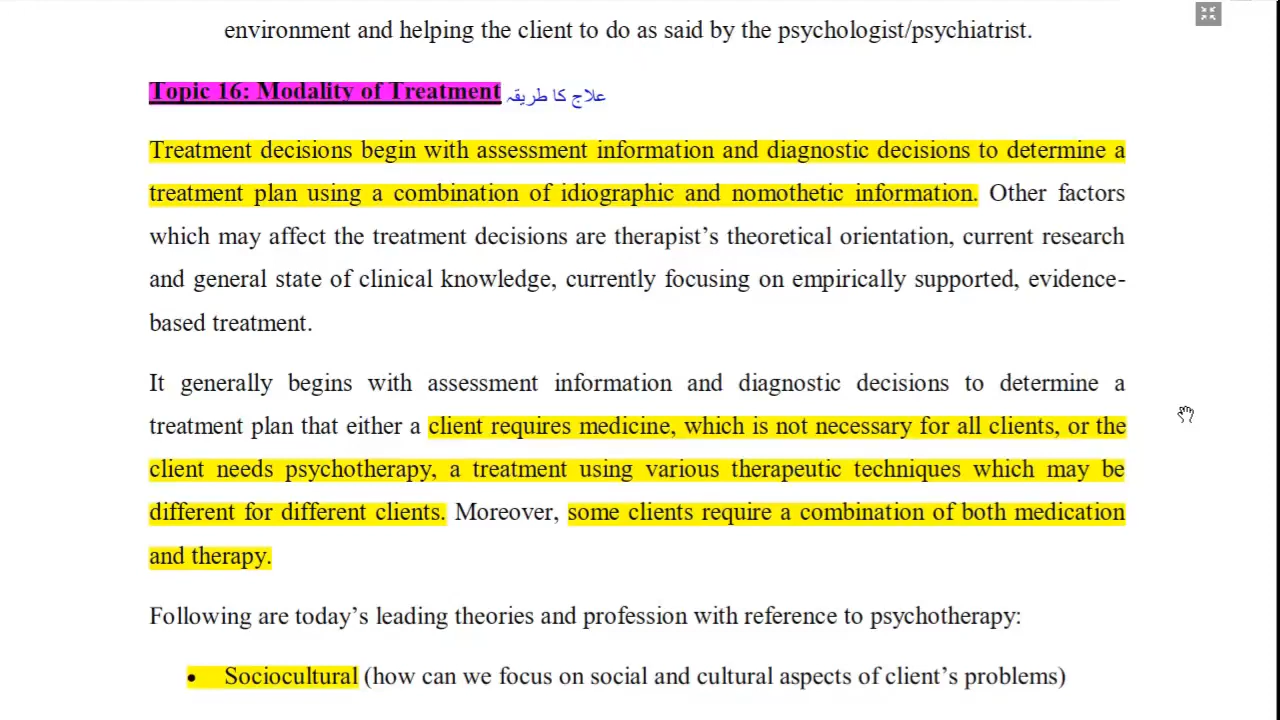 environment and helping the client to do as said by the psychologist/psychiatrist.
Topic 16: Modality of Treatment علاج کا طریقہ
Treatment decisions begin with assessment information and diagnostic decisions to determine a
treatment plan using a combination of idiographic and nomothetic information. Other factors
which may affect the treatment decisions are therapist’s theoretical orientation, current research
and general state of clinical knowledge, currently focusing on empirically supported, evidence-
based treatment.
It generally begins with assessment information and diagnostic decisions to determine a
treatment plan that either a client requires medicine, which is not necessary for all clients, or the
client needs psychotherapy, a treatment using various therapeutic techniques which may be
different for different clients. Moreover, some clients require a combination of both medication
and therapy.
Following are today’s leading theories and profession with reference to psychotherapy:
• Sociocultural (how can we focus on social and cultural aspects of client’s problems)